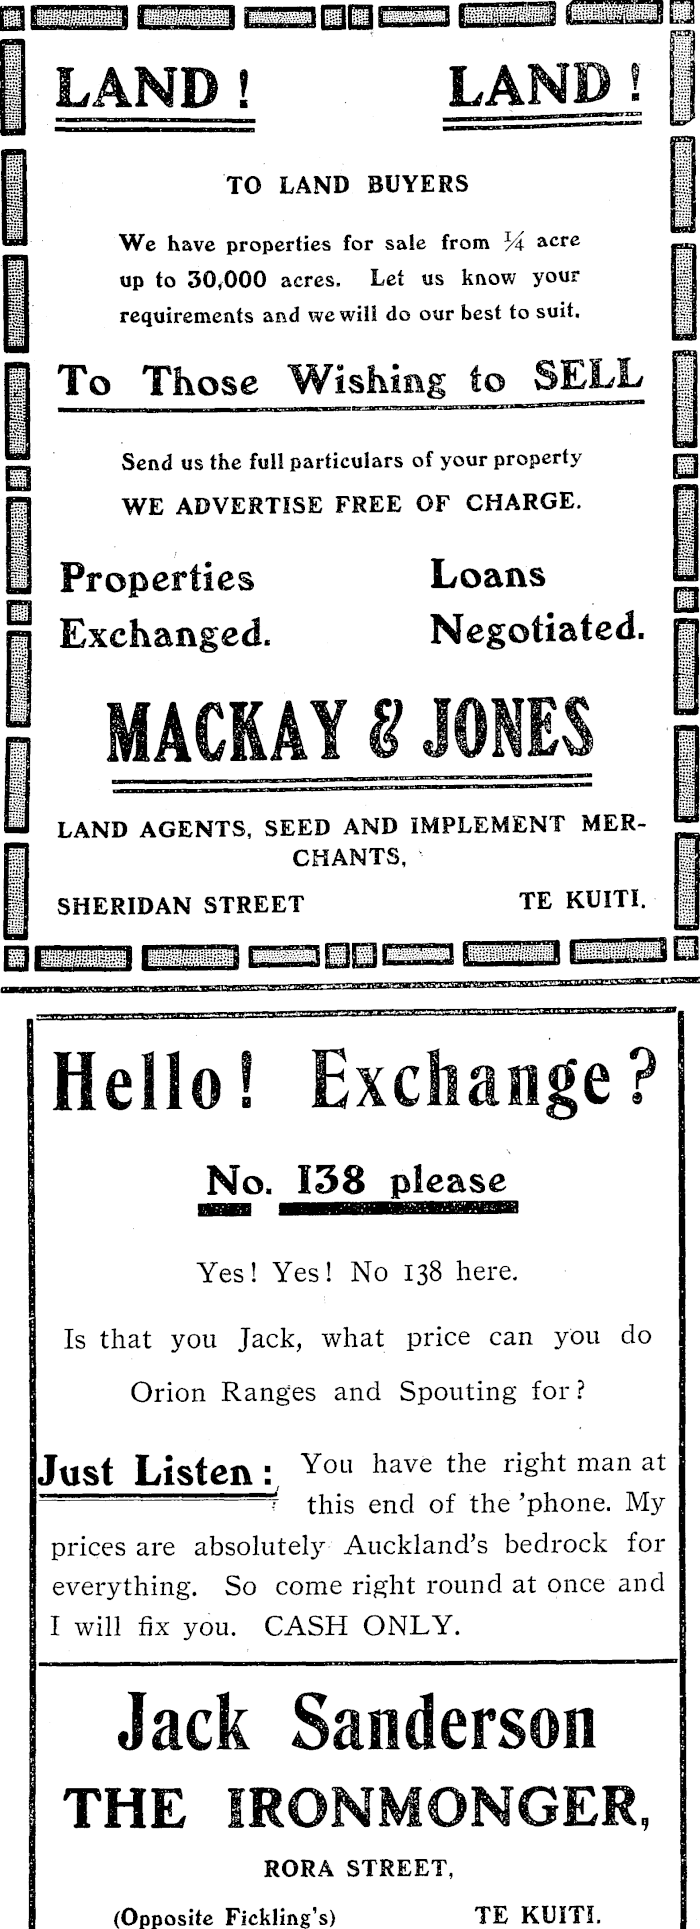 LAND! LAND!
TO LAND BUYERS
We have properties for sale from ¼ acre
up to 30,000 acres. Let us know your
requirements and we will do our best to suit.
To Those Wishing to SELL
Send us the full particulars of your property
WE ADVERTISE FREE OF CHARGE.
Properties Loans
Exchanged. Negotiated.
MACKAY & JONES
LAND AGENTS, SEED AND IMPLEMENT MER-
CHANTS,
SHERIDAN STREET TE KUITI.
Hello! Exchange?
No. 138 please
Yes! Yes! No 138 here.
Is that you Jack, what price can you do
Orion Ranges and Spouting for?
Just Listen: You have the right man at
this end of the 'phone. My
prices are absolutely Auckland's bedrock for
everything. So come right round at once and
I will fix you. CASH ONLY.
Jack Sanderson
THE IRONMONGER,
RORA STREET,
(Opposite Fickling's) TE KUITI.